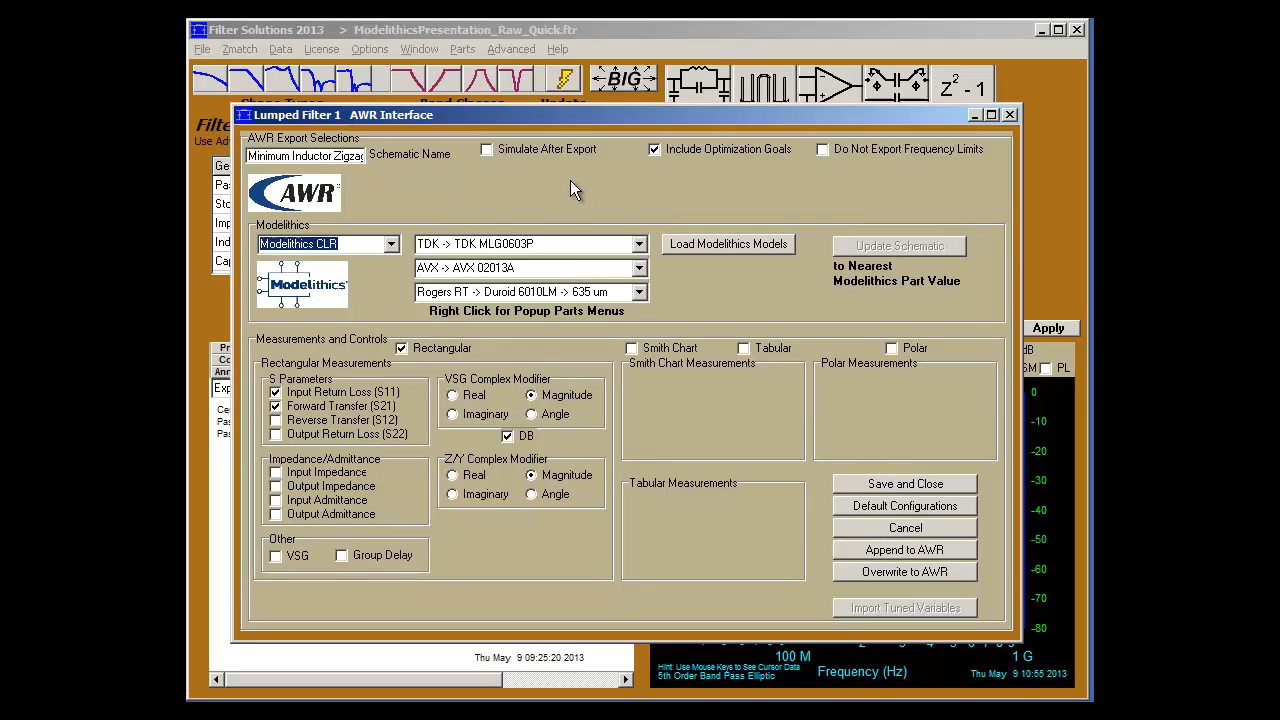 Filter Solutions 2013 > ModelithicsPresentation_Raw_Quick.ftr
File Zmatch Data License Options Window Parts Advanced Help
BIG
Z² - 1
Lumped Filter 1 AWR Interface
AWR Export Selections
Minimum Inductor Zigzag Schematic Name
Simulate After Export
Include Optimization Goals
Do Not Export Frequency Limits
AWR
Modelithics
Modelithics CLR
TDK -> TDK MLG0603P
Load Modelithics Models
Update Schematic
AVX -> AVX 02013A
to Nearest
Modelithics Part Value
Modelithics
Rogers RT -> Duroid 6010LM -> 635 um
Right Click for Popup Parts Menus
Apply
Measurements and Controls
Rectangular
Smith Chart
Tabular
Polar
Rectangular Measurements
Smith Chart Measurements
Polar Measurements
S Parameters
Input Return Loss (S11)
Forward Transfer (S21)
Reverse Transfer (S12)
Output Return Loss (S22)
VSG Complex Modifier
Real
Magnitude
Imaginary
Angle
DB
Impedance/Admittance
Input Impedance
Output Impedance
Input Admittance
Output Admittance
Z/Y Complex Modifier
Real
Magnitude
Imaginary
Angle
Tabular Measurements
Other
VSG
Group Delay
Save and Close
Default Configurations
Cancel
Append to AWR
Overwrite to AWR
Import Tuned Variables
dB
PL
0
-10
-20
-30
-40
-50
-60
-70
-80
Thu May 9 09:25:20 2013
100 M
1 G
Hint: Use Mouse Keys to See Cursor Data
5th Order Band Pass Elliptic
Frequency (Hz)
Thu May 9 10:55 2013